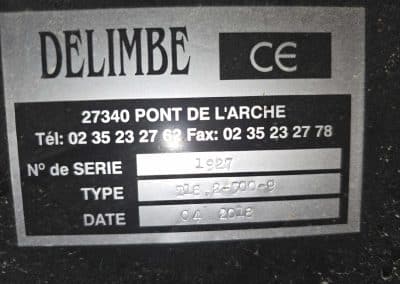 DELIMBE CE
27340 PONT DE L'ARCHE
Tél: 02 35 23 27 62 Fax: 02 35 23 27 78
N° de SERIE 1927
TYPE
DATE 04 2012